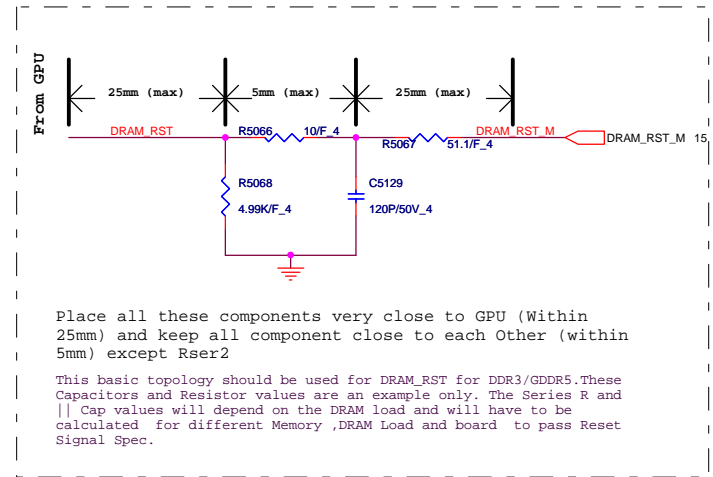 From GPU
25mm (max)
5mm (max)
25mm (max)
DRAM_RST
R5066
10/F_4
R5067
51.1/F_4
DRAM_RST_M
DRAM_RST_M 15
R5068
4.99K/F_4
C5129
120P/50V_4
Place all these components very close to GPU (Within
25mm) and keep all component close to each Other (within
5mm) except Rser2
This basic topology should be used for DRAM_RST for DDR3/GDDR5.These
Capacitors and Resistor values are an example only. The Series R and
|| Cap values will depend on the DRAM load and will have to be
calculated for different Memory ,DRAM Load and board to pass Reset
Signal Spec.